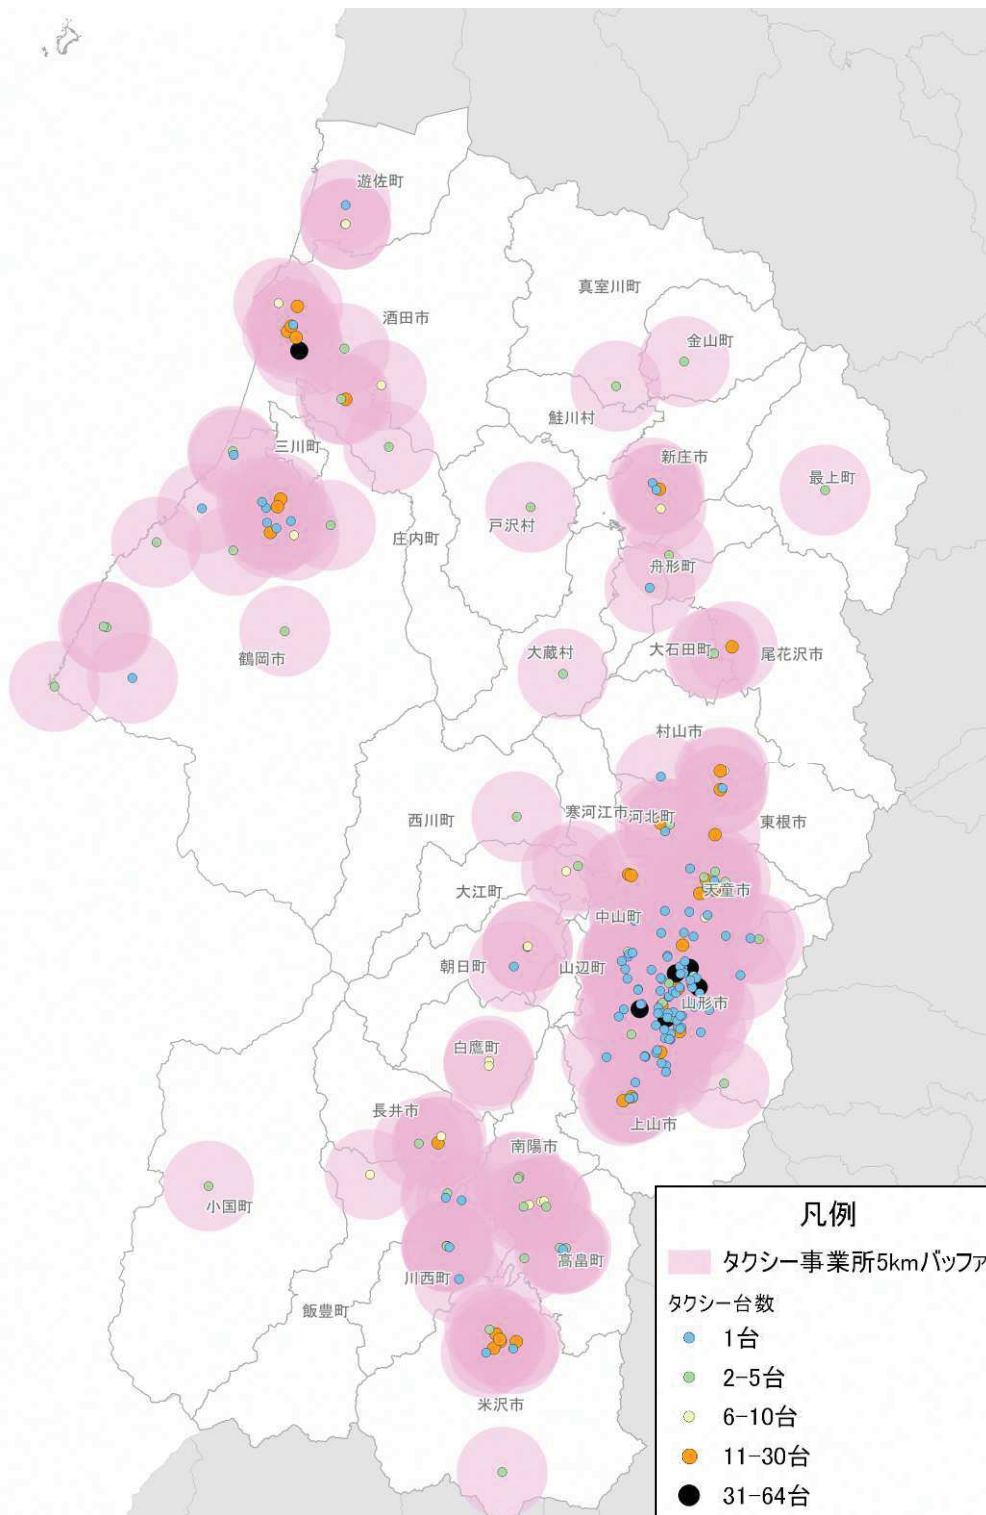 遊佐町
真室川町
酒田市
金山町
鮭川村
三川町
新庄市
最上町
戸沢村
庄内町
舟形町
大蔵村
大石田町
尾花沢市
鶴岡市
村山市
西川町
寒河江市
河北町
東根市
大江町
天童市
中山町
朝日町
山辺町
山形市
白鷹町
長井市
上山市
南陽市
小国町
高畠町
川西町
飯豊町
米沢市
凡例
タクシー事業所5kmバッファ
タクシー台数
1台
2-5台
6-10台
11-30台
31-64台